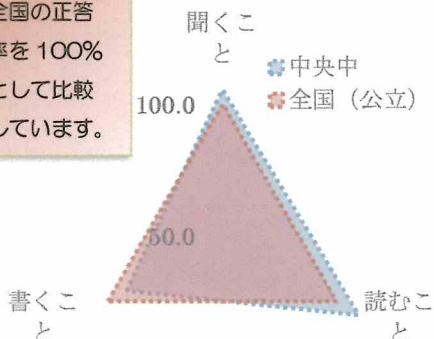 全国の正答
率を100%
として比較
しています。
聞くこ
と
中央中
全国（公立）
100.0
50.0
書くこ
と
読むこ
と